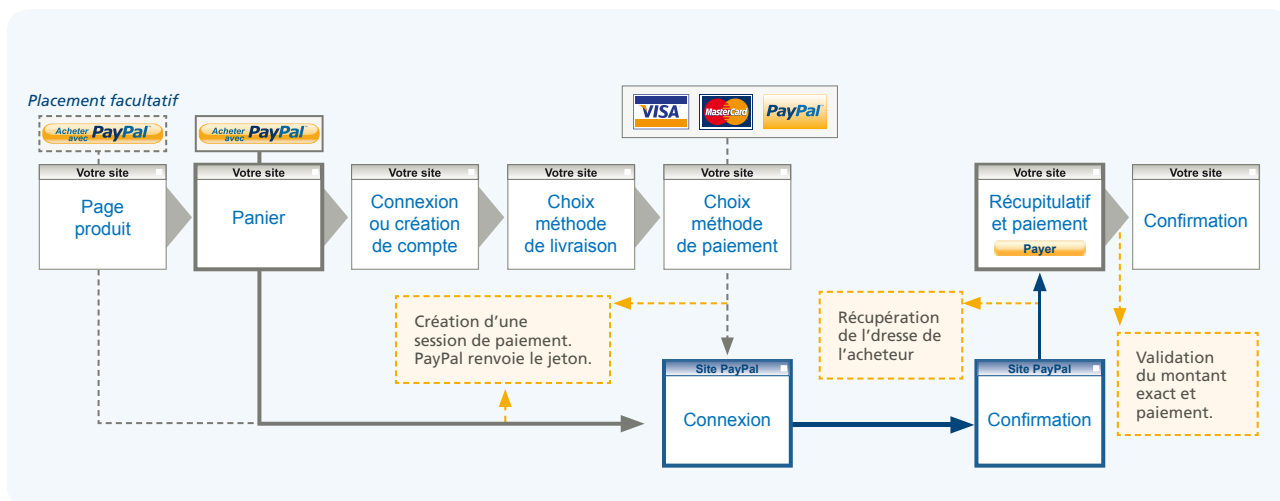 Placement facultatif
Acheter avec PayPal
Acheter avec PayPal
VISA
MasterCard
PayPal
Votre site
Page
produit
Votre site
Panier
Votre site
Connexion
ou création
de compte
Votre site
Choix
méthode
de livraison
Votre site
Choix
méthode
de paiement
Votre site
Récupitulatif
et paiement
Payer
Votre site
Confirmation
Création d’une
session de paiement.
PayPal renvoie le jeton.
Récupération
de l’dresse de
l’acheteur
Site PayPal
Connexion
Site PayPal
Confirmation
Validation
du montant
exact et
paiement.